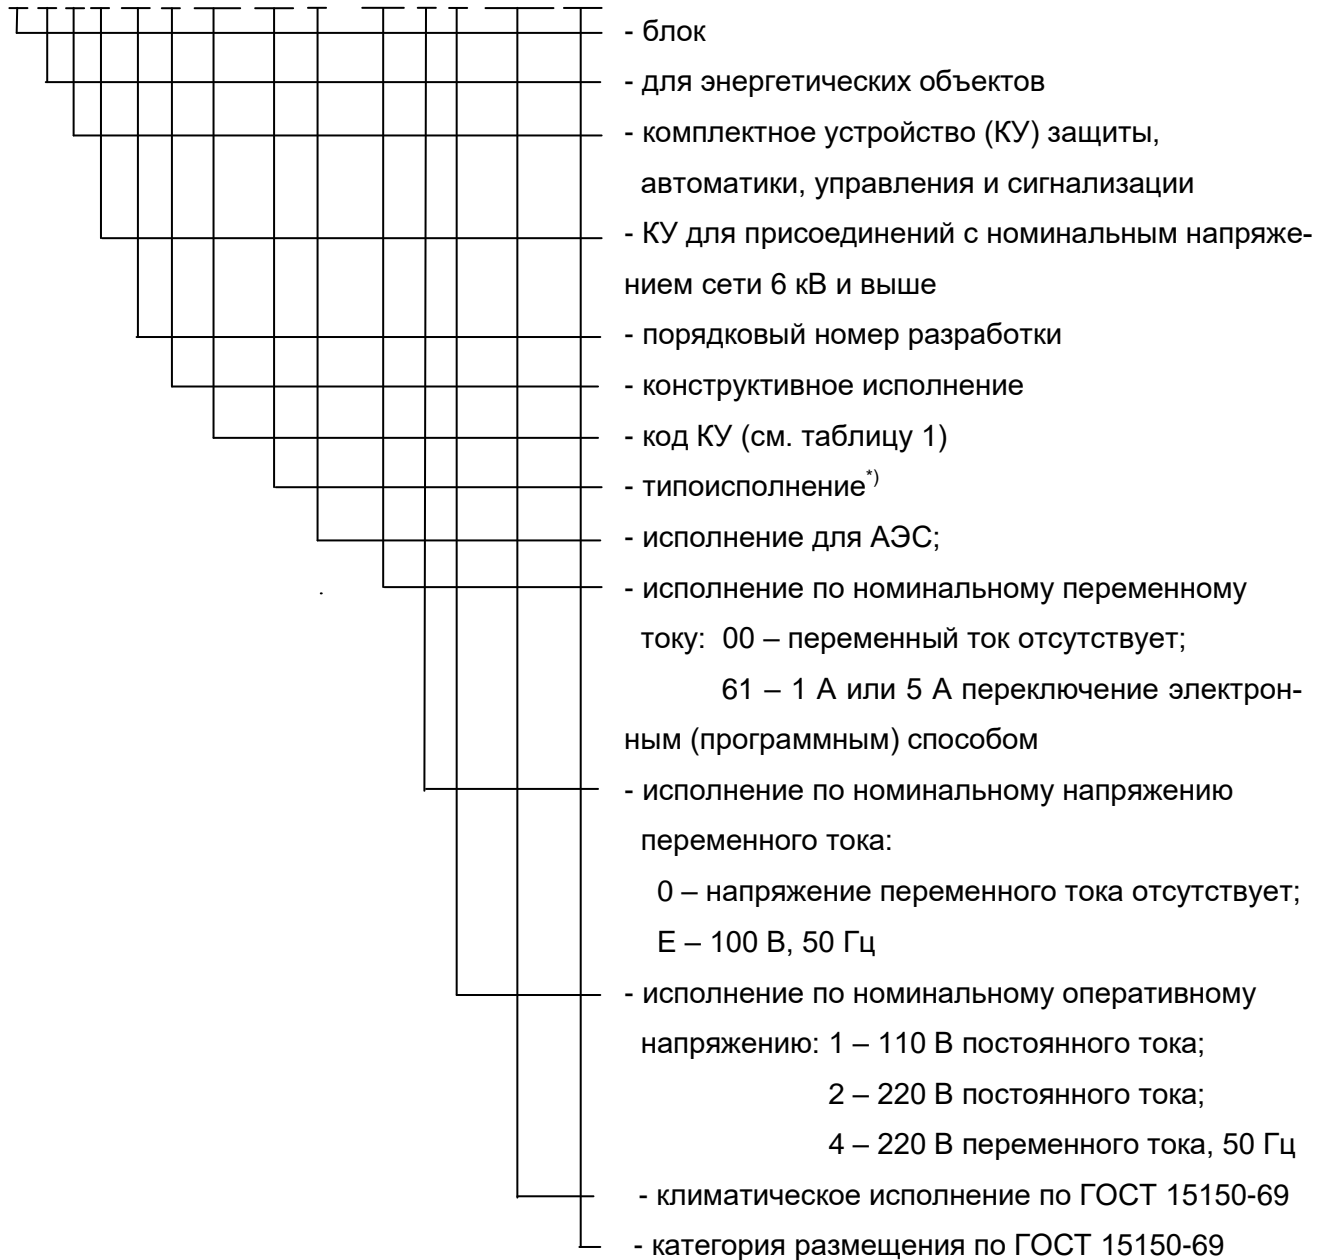 - блок
- для энергетических объектов
- комплектное устройство (КУ) защиты,
автоматики, управления и сигнализации
- КУ для присоединений с номинальным напряже-
нием сети 6 кВ и выше
- порядковый номер разработки
- конструктивное исполнение
- код КУ (см. таблицу 1)
- типоисполнение*)
- исполнение для АЭС;
- исполнение по номинальному переменному
току: 00 – переменный ток отсутствует;
61 – 1 А или 5 А переключение электрон-
ным (программным) способом
- исполнение по номинальному напряжению
переменного тока:
0 – напряжение переменного тока отсутствует;
Е – 100 В, 50 Гц
- исполнение по номинальному оперативному
напряжению: 1 – 110 В постоянного тока;
2 – 220 В постоянного тока;
4 – 220 В переменного тока, 50 Гц
- климатическое исполнение по ГОСТ 15150-69
- категория размещения по ГОСТ 15150-69